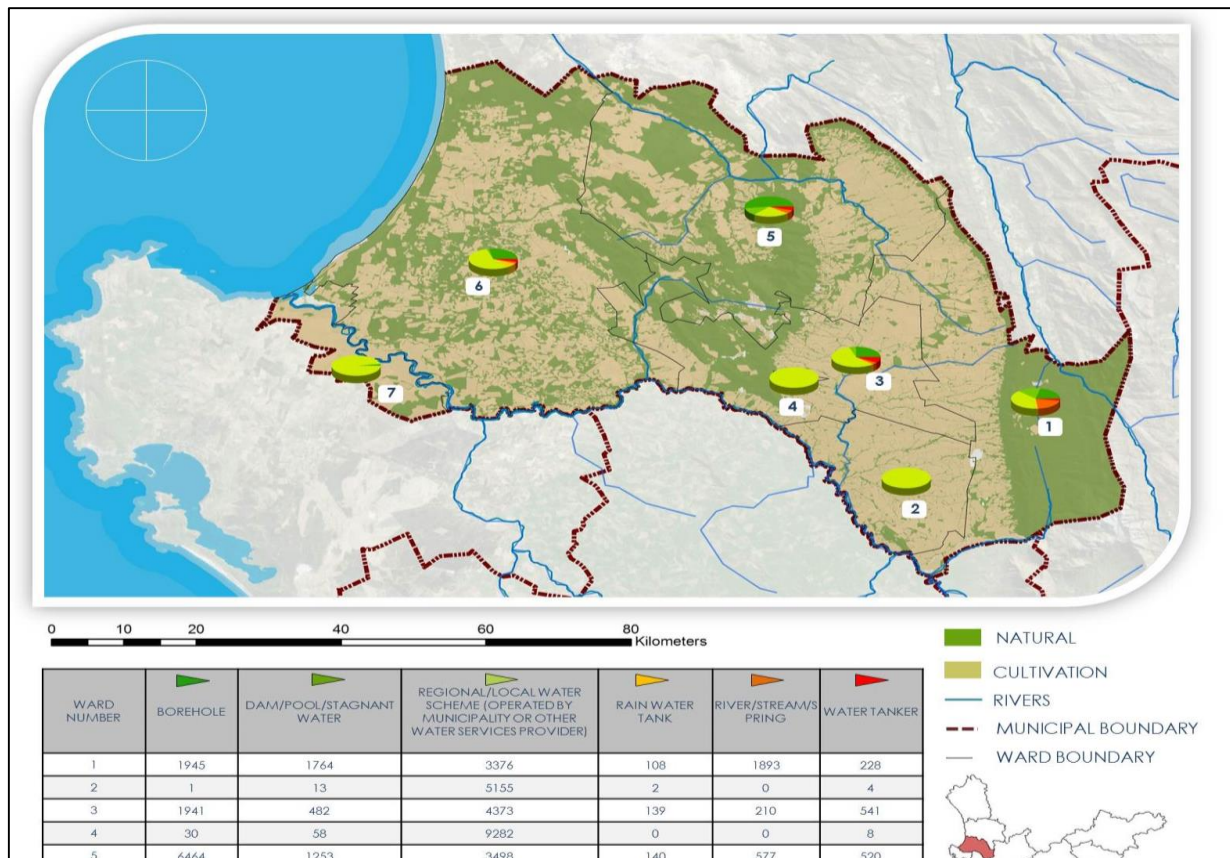 5
6
3
7
4
1
2
0 10 20 40 60 80
Kilometers
NATURAL
CULTIVATION
RIVERS
MUNICIPAL BOUNDARY
WARD BOUNDARY
WARD NUMBER
BOREHOLE
DAM/POOL/STAGNANT WATER
REGIONAL/LOCAL WATER SCHEME (OPERATED BY MUNICIPALITY OR OTHER WATER SERVICES PROVIDER)
RAIN WATER TANK
RIVER/STREAM/SPRING
WATER TANKER
1 1945 1764 3376 108 1893 228
2 1 13 5155 2 0 4
3 1941 482 4373 139 210 541
4 30 58 9282 0 0 8
5 6464 1253 3498 140 577 520